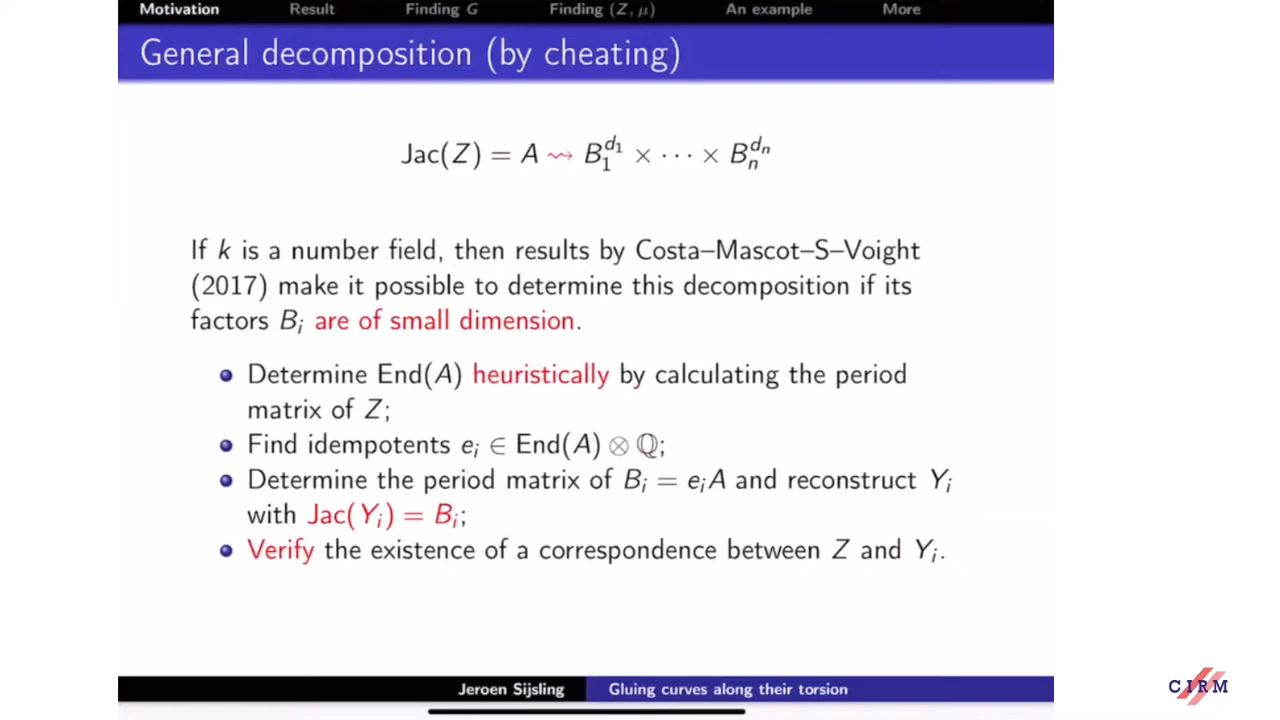 Motivation Result Finding G Finding (Z, μ) An example More
General decomposition (by cheating)
Jac(Z) = A ⇝ B₁^{d₁} × ··· × Bₙ^{dₙ}
If k is a number field, then results by Costa–Mascot–S–Voight
(2017) make it possible to determine this decomposition if its
factors Bᵢ are of small dimension.
Determine End(A) heuristically by calculating the period
matrix of Z;
Find idempotents eᵢ ∈ End(A) ⊗ ℚ;
Determine the period matrix of Bᵢ = eᵢA and reconstruct Yᵢ
with Jac(Yᵢ) = Bᵢ;
Verify the existence of a correspondence between Z and Yᵢ.
Jeroen Sijsling Gluing curves along their torsion
CIRM